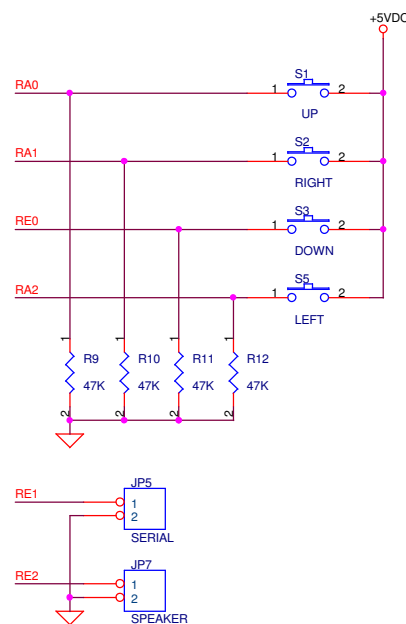 +5VDC
S1
RA0 1 2
UP
S2
RA1 1 2
RIGHT
S3
RE0 1 2
DOWN
S5
RA2 1 2
LEFT
1 1 1 1
R9 R10 R11 R12
47K 47K 47K 47K
2 2 2 2
JP5
RE1 1
2
SERIAL
JP7
RE2 1
2
SPEAKER